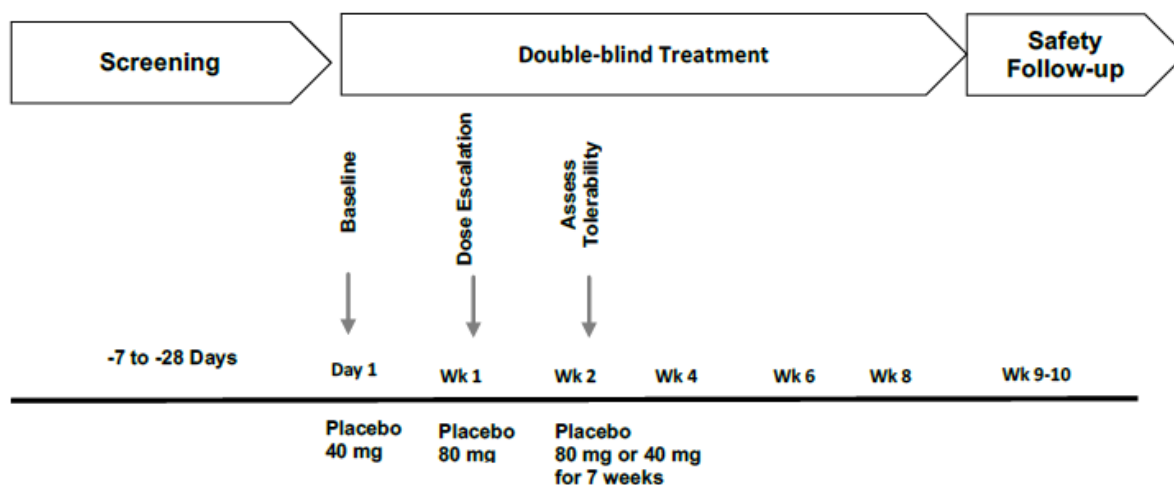 Screening
Double-blind Treatment
Safety
Follow-up
Baseline
Dose Escalation
Assess
Tolerability
-7 to -28 Days
Day 1
Wk 1
Wk 2
Wk 4
Wk 6
Wk 8
Wk 9-10
Placebo
40 mg
Placebo
80 mg
Placebo
80 mg or 40 mg
for 7 weeks